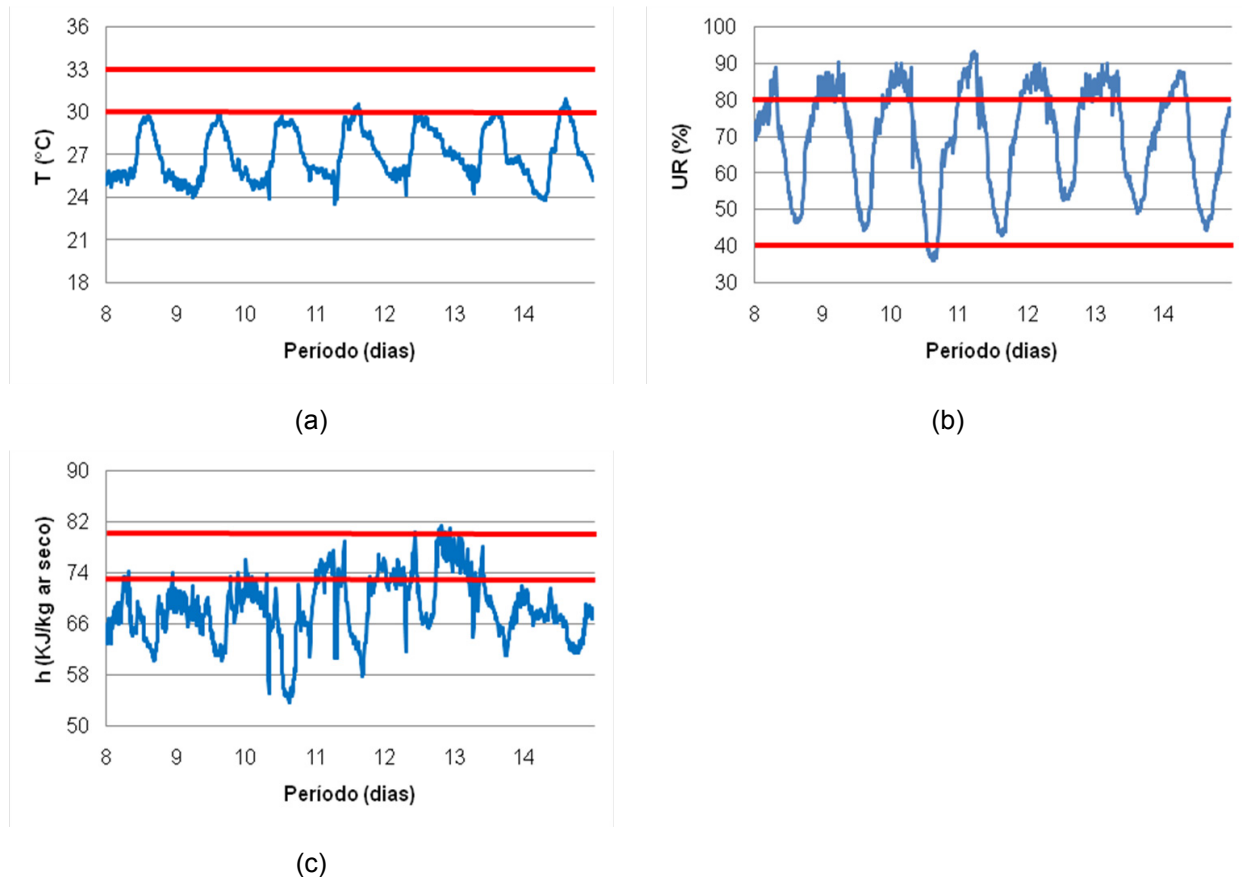 36
33
30
27
24
21
18
T (°C)
8 9 10 11 12 13 14
Período (dias)
(a)
100
90
80
70
60
50
40
30
UR (%)
8 9 10 11 12 13 14
Período (dias)
(b)
90
82
74
66
58
50
h (KJ/kg ar seco)
8 9 10 11 12 13 14
Período (dias)
(c)